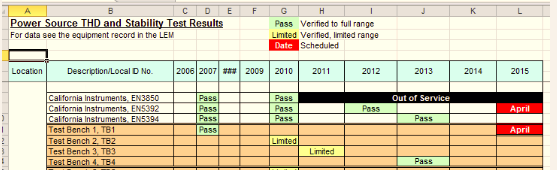 A B C D E F G H I J K L
Power Source THD and Stability Test Results Pass Verified to full range
For data see the equipment record in the LEM Limted Verified, limited range
Date Scheduled
Location Description/Local ID No. 2006 2007 ### 2009 2010 2011 2012 2013 2014 2015
California Instruments, EN3850 Pass Pass Out of Service
California Instruments, EN5392 Pass Pass Pass April
California Instruments, EN5394 Pass Pass Pass
Test Bench 1, TB1 Pass April
Test Bench 2, TB2 Limted
Test Bench 3, TB3 Limited
Test Bench 4, TB4 Pass